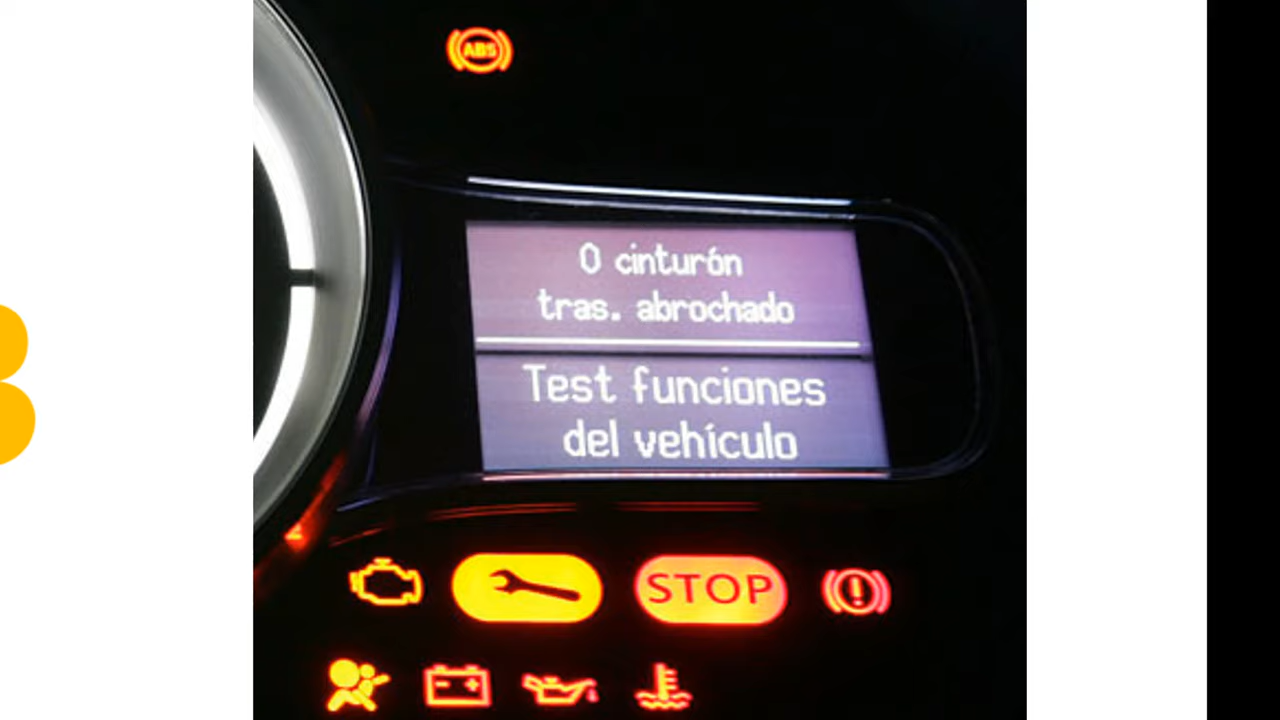 ABS
0 cinturón
tras. abrochado
Test funciones
del vehículo
STOP